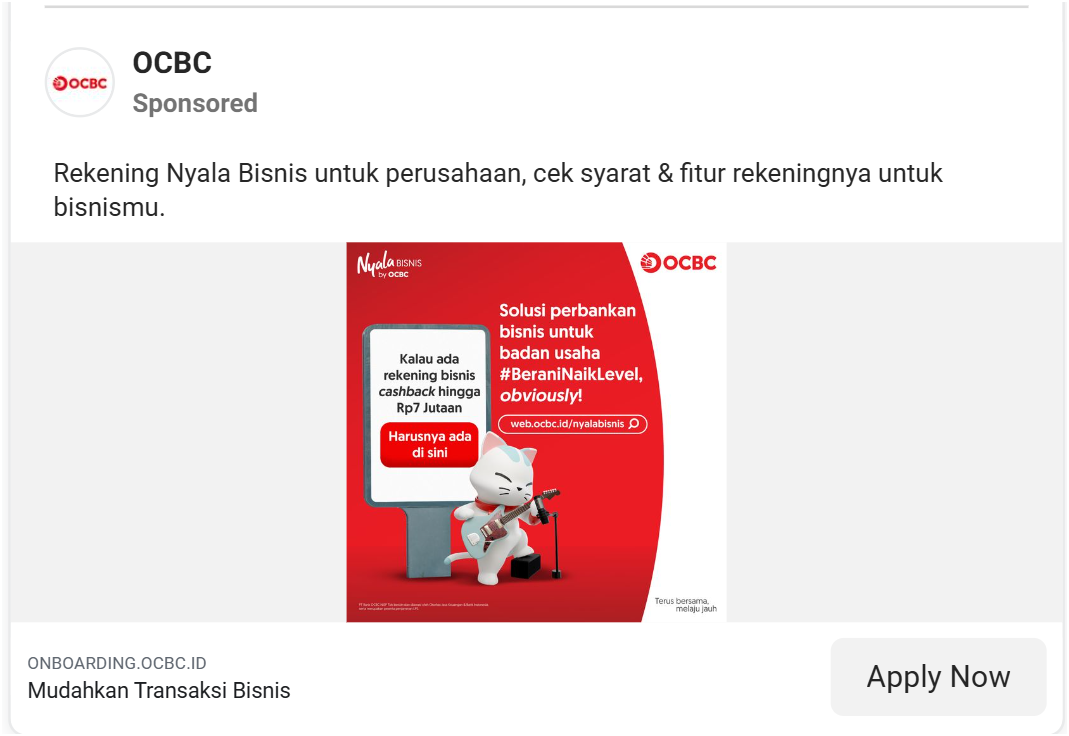 OCBC
OCBC
Sponsored
Rekening Nyala Bisnis untuk perusahaan, cek syarat & fitur rekeningnya untuk
bisnismu.
Nyala BISNIS
by OCBC
OCBC
Solusi perbankan
bisnis untuk
badan usaha
#BeraniNaikLevel,
obviously!
web.ocbc.id/nyalabisnis
Kalau ada
rekening bisnis
cashback hingga
Rp7 Jutaan
Harusnya ada
di sini
Terus bersama,
melaju jauh
ONBOARDING.OCBC.ID
Mudahkan Transaksi Bisnis
Apply Now